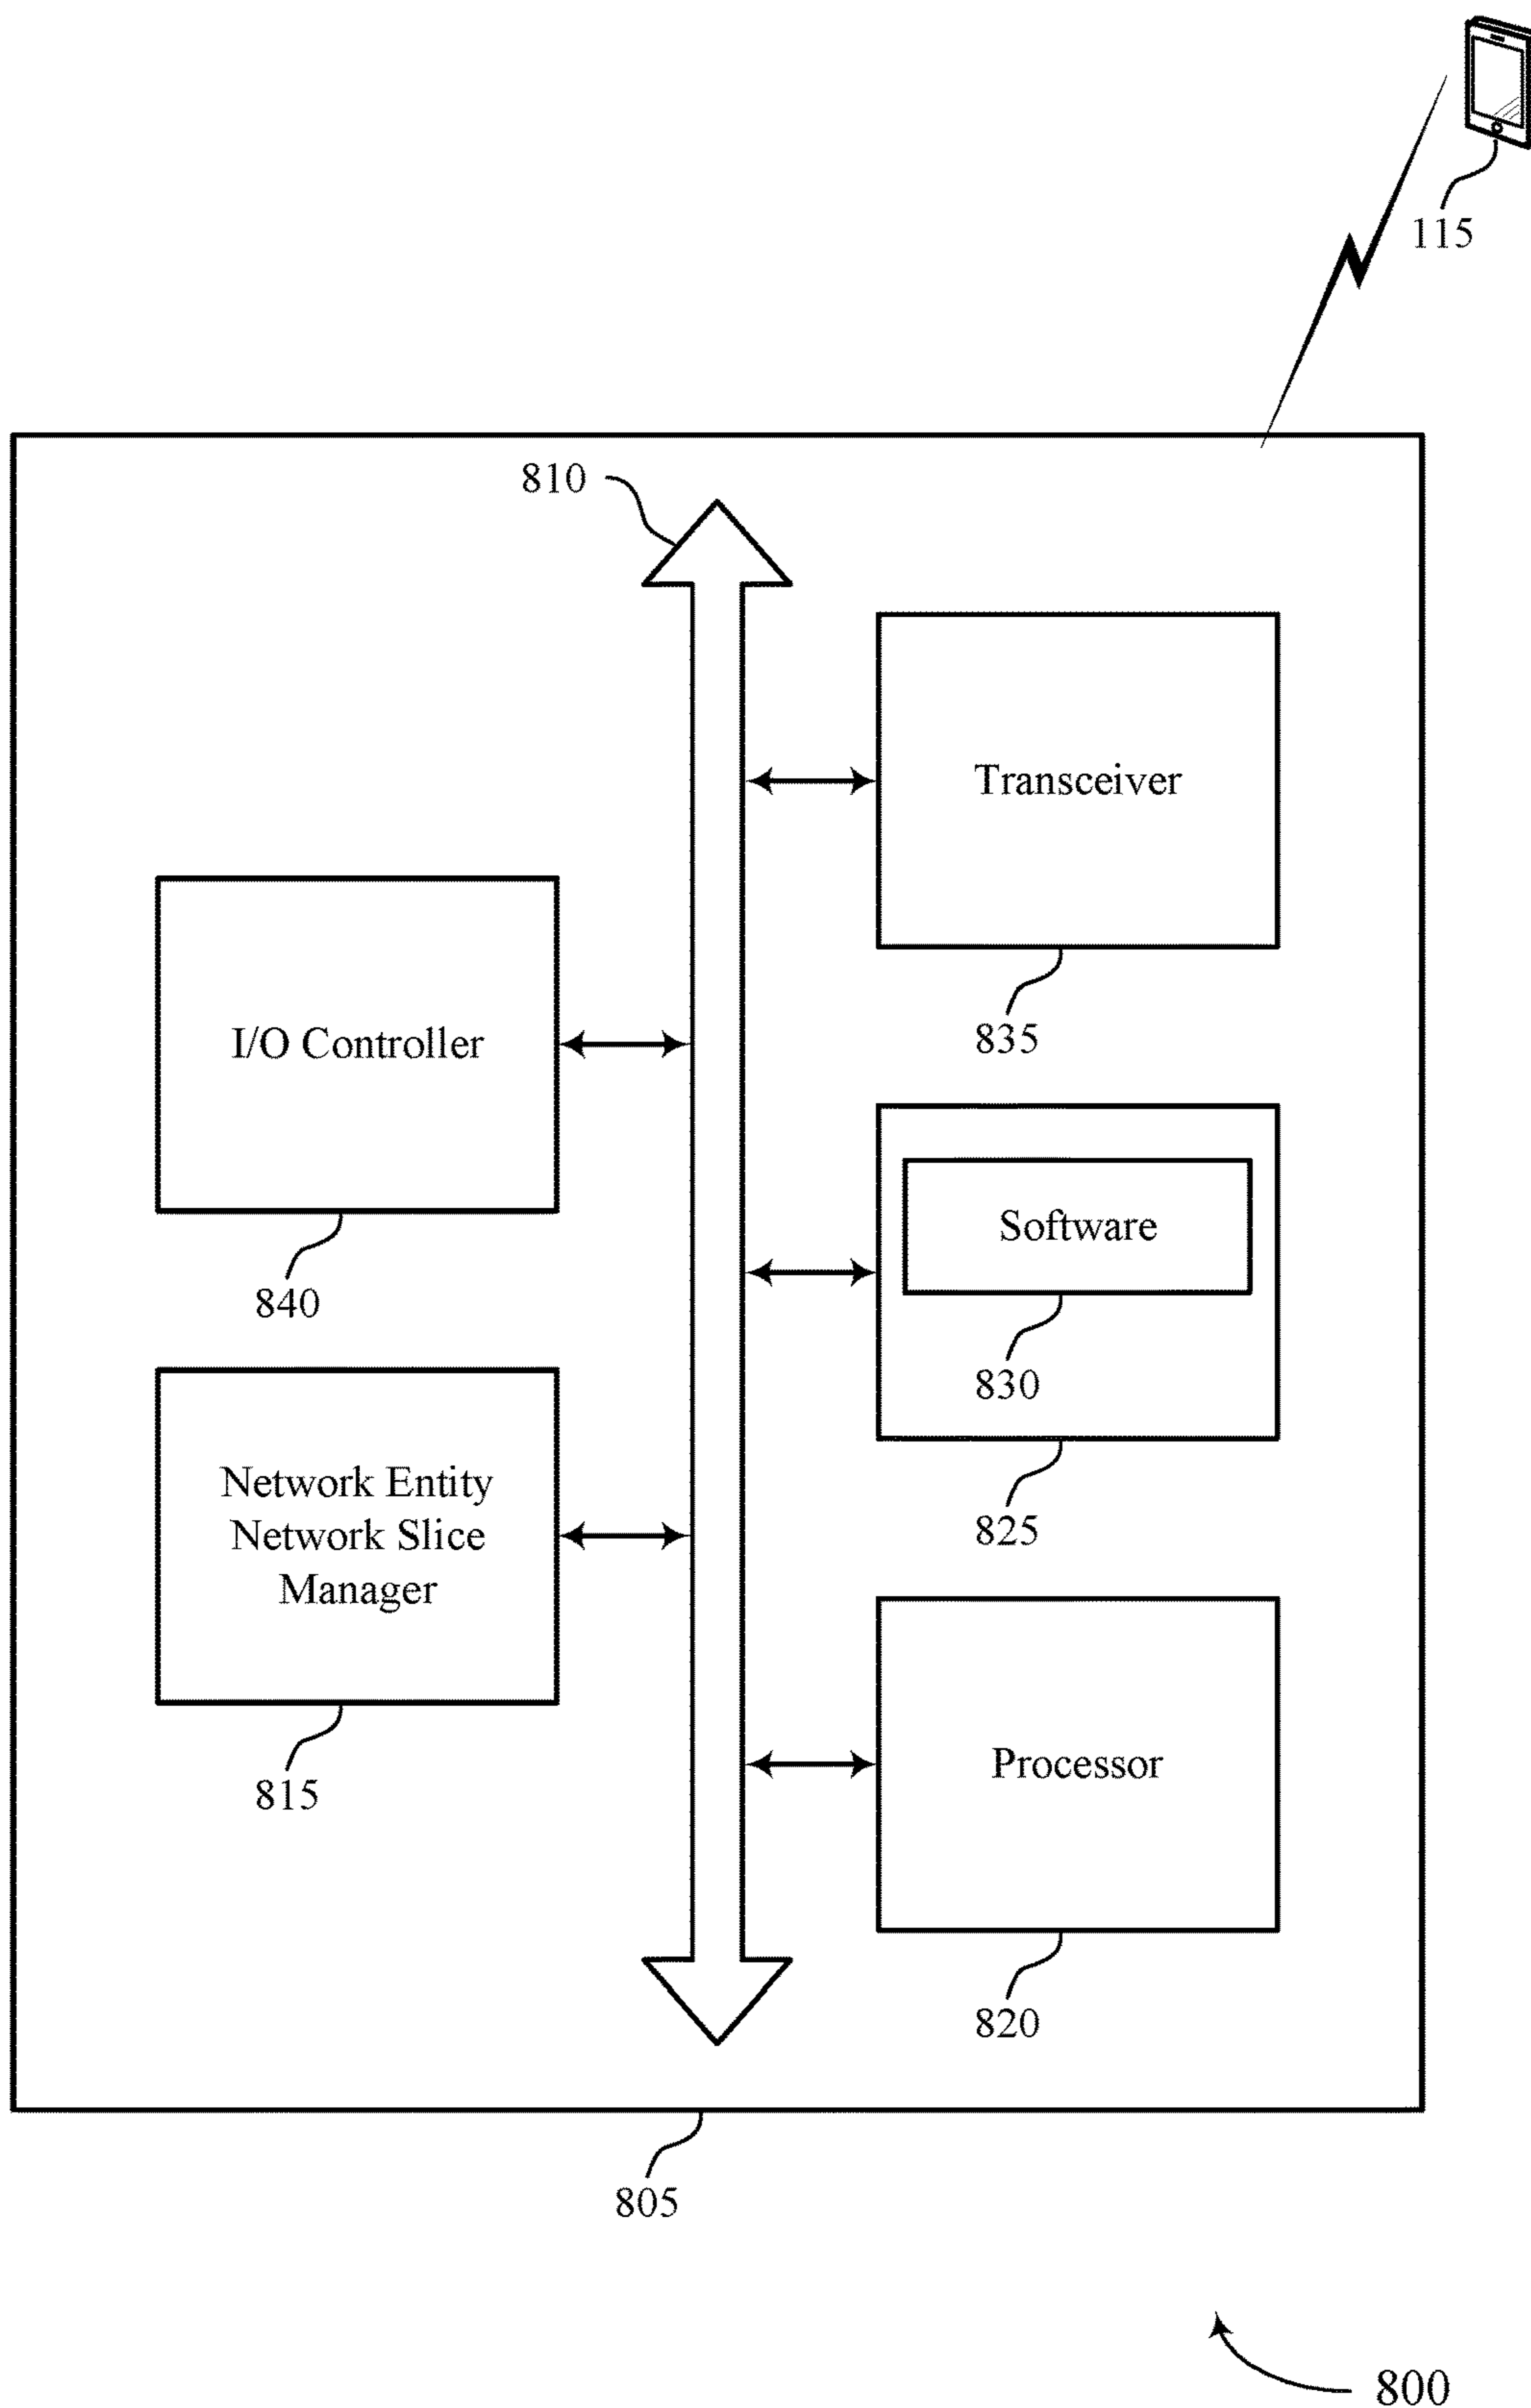 115
810
Transceiver
835
I/O Controller
840
Software
830
825
Network Entity
Network Slice
Manager
815
Processor
820
805
800